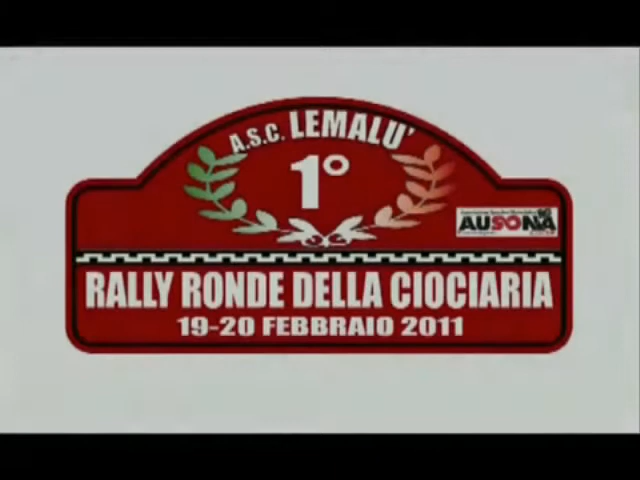 A.S.C. LEMALU'
1°
AUSONIA
RALLY RONDE DELLA CIOCIARIA
19-20 FEBBRAIO 2011